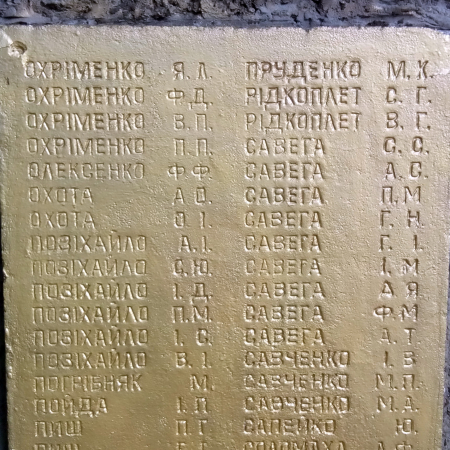 ОХРІМЕНКО Я.Л. ПРУДЕНКО М.К.
ОХРІМЕНКО Ф.Д. РІДКОПЛЕТ С.Г.
ОХРІМЕНКО В.П. РІДКОПЛЕТ В.Г.
ОХРІМЕНКО П.П. САВЕГА С.С.
ОЛЕКСЕНКО Ф.Ф. САВЕГА А.С.
ОХОТА А О. САВЕГА П.М
ОХОТА О І. САВЕГА Г.Н.
ПОЗІХАЙЛО А.І. САВЕГА Г.І.
ПОЗІХАЙЛО С.Ю. САВЕГА І.М
ПОЗІХАЙЛО І.Д. САВЕГА Д Я
ПОЗІХАЙЛО П.М. САВЕГА Ф.М
ПОЗІХАЙЛО І.С. САВЕГА А.Т
ПОЗІХАЙЛО В.І. САВЧЕНКО І.В
ПОГРІБНЯК М. САВЧЕНКО М.П.
ПОЙДА І.П САВЧЕНКО М.А.
ПИШ П Г САПЕЙКО Ю.
ПИШ